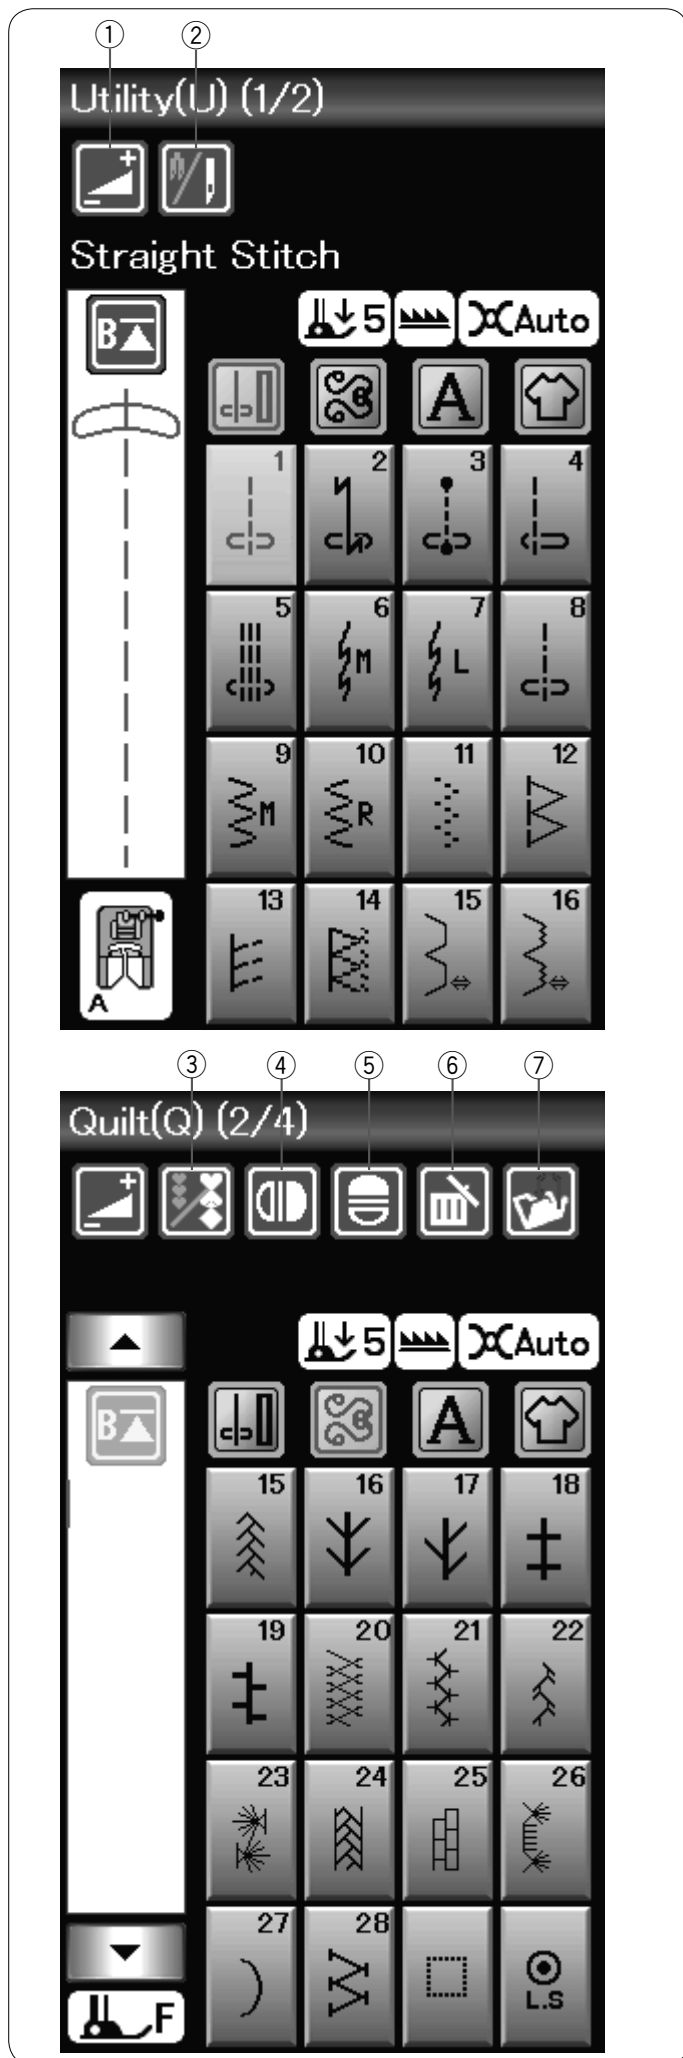 ① ②
Utility(U) (1/2)
Straight Stitch
B 5 Auto
A
1 2 3 4
5 6 7 8
M L
9 10 11 12
M R
13 14 15 16
A
③ ④ ⑤ ⑥ ⑦
Quilt(Q) (2/4)
5 Auto
B A
15 16 17 18
19 20 21 22
23 24 25 26
27 28
L.S
F